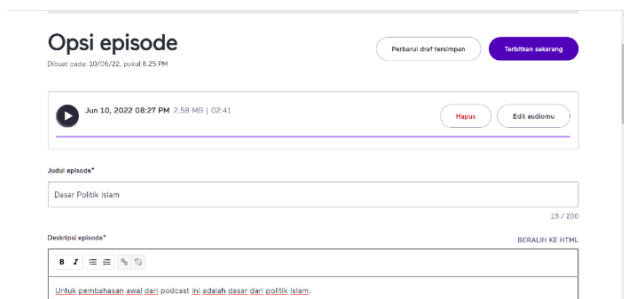 Opsi episode
Perbarui draf tersimpan
Terbitkan sekarang
Dibuat pada: 10/06/22, pukul 8.25 PM
Jun 10, 2022 08:27 PM 2.59 MB | 02:41
Hapus
Edit audiomu
Judul episode*
Dasar Politik Islam
19 / 200
Deskripsi episode*
BERALIH KE HTML
B I
Untuk pembahasan awal dari podcast ini adalah dasar dari politik islam.